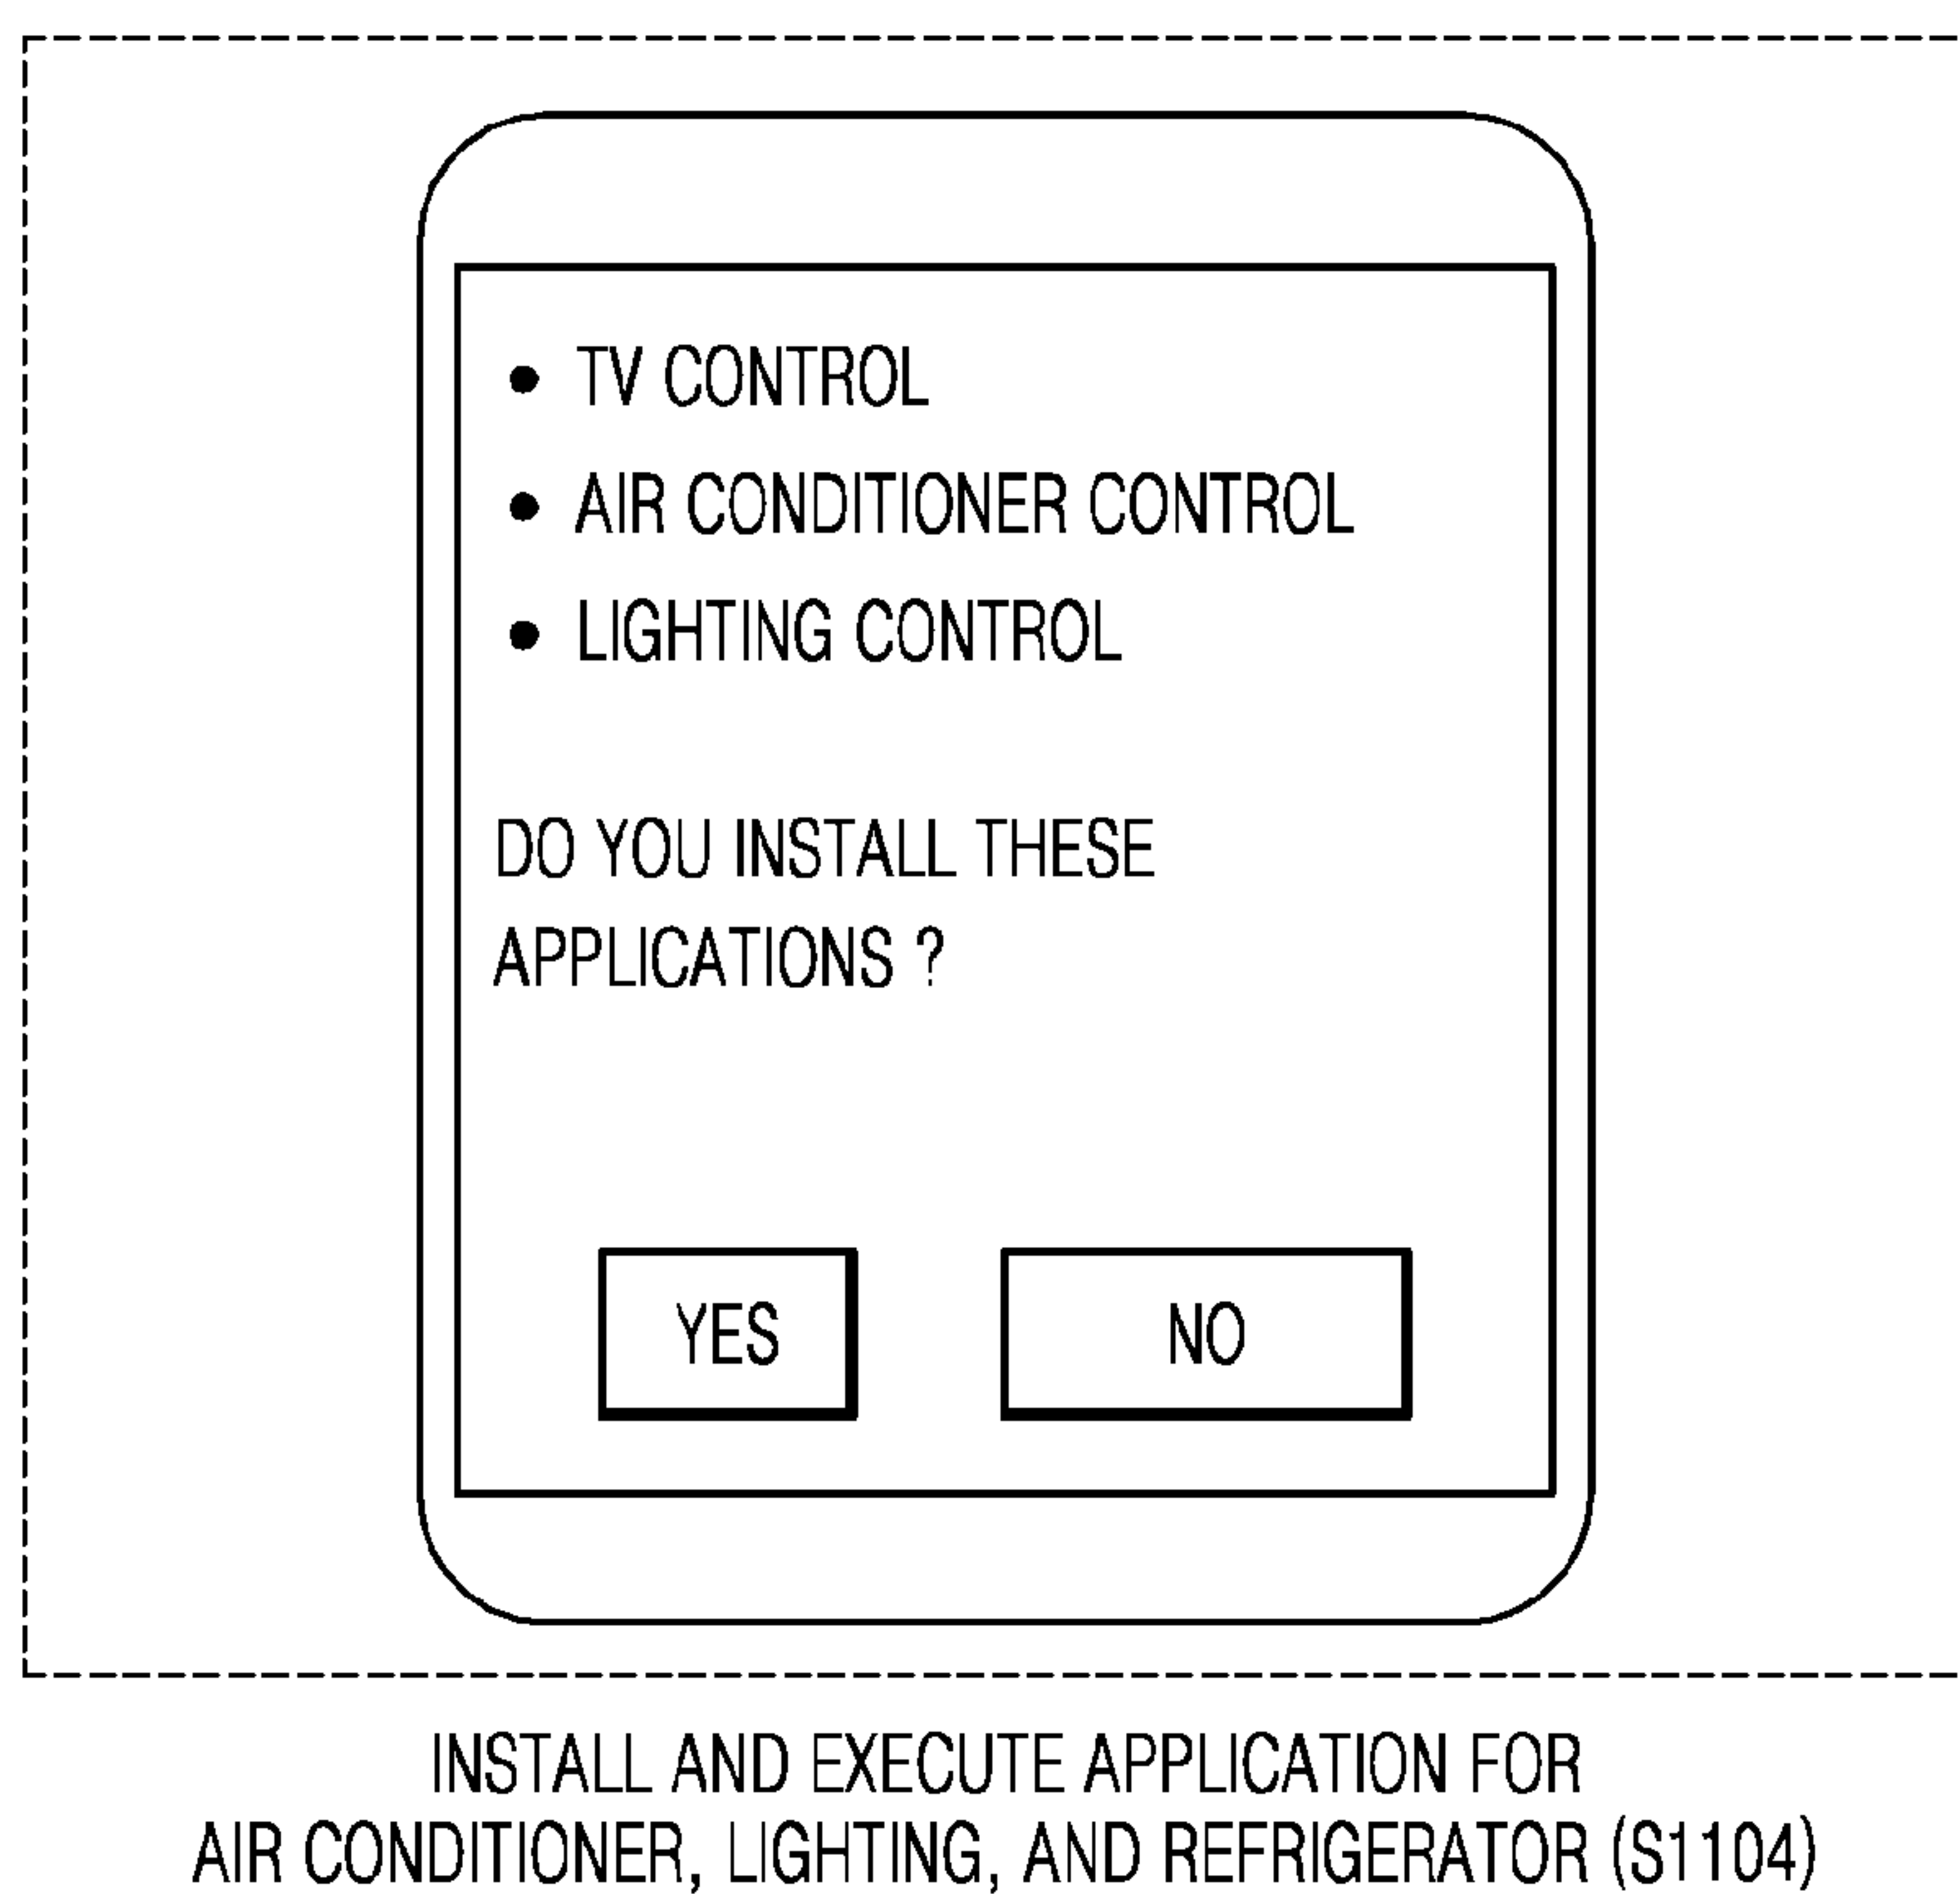 • TV CONTROL
• AIR CONDITIONER CONTROL
• LIGHTING CONTROL
DO YOU INSTALL THESE
APPLICATIONS ?
YES NO
INSTALL AND EXECUTE APPLICATION FOR
AIR CONDITIONER, LIGHTING, AND REFRIGERATOR (S1104)